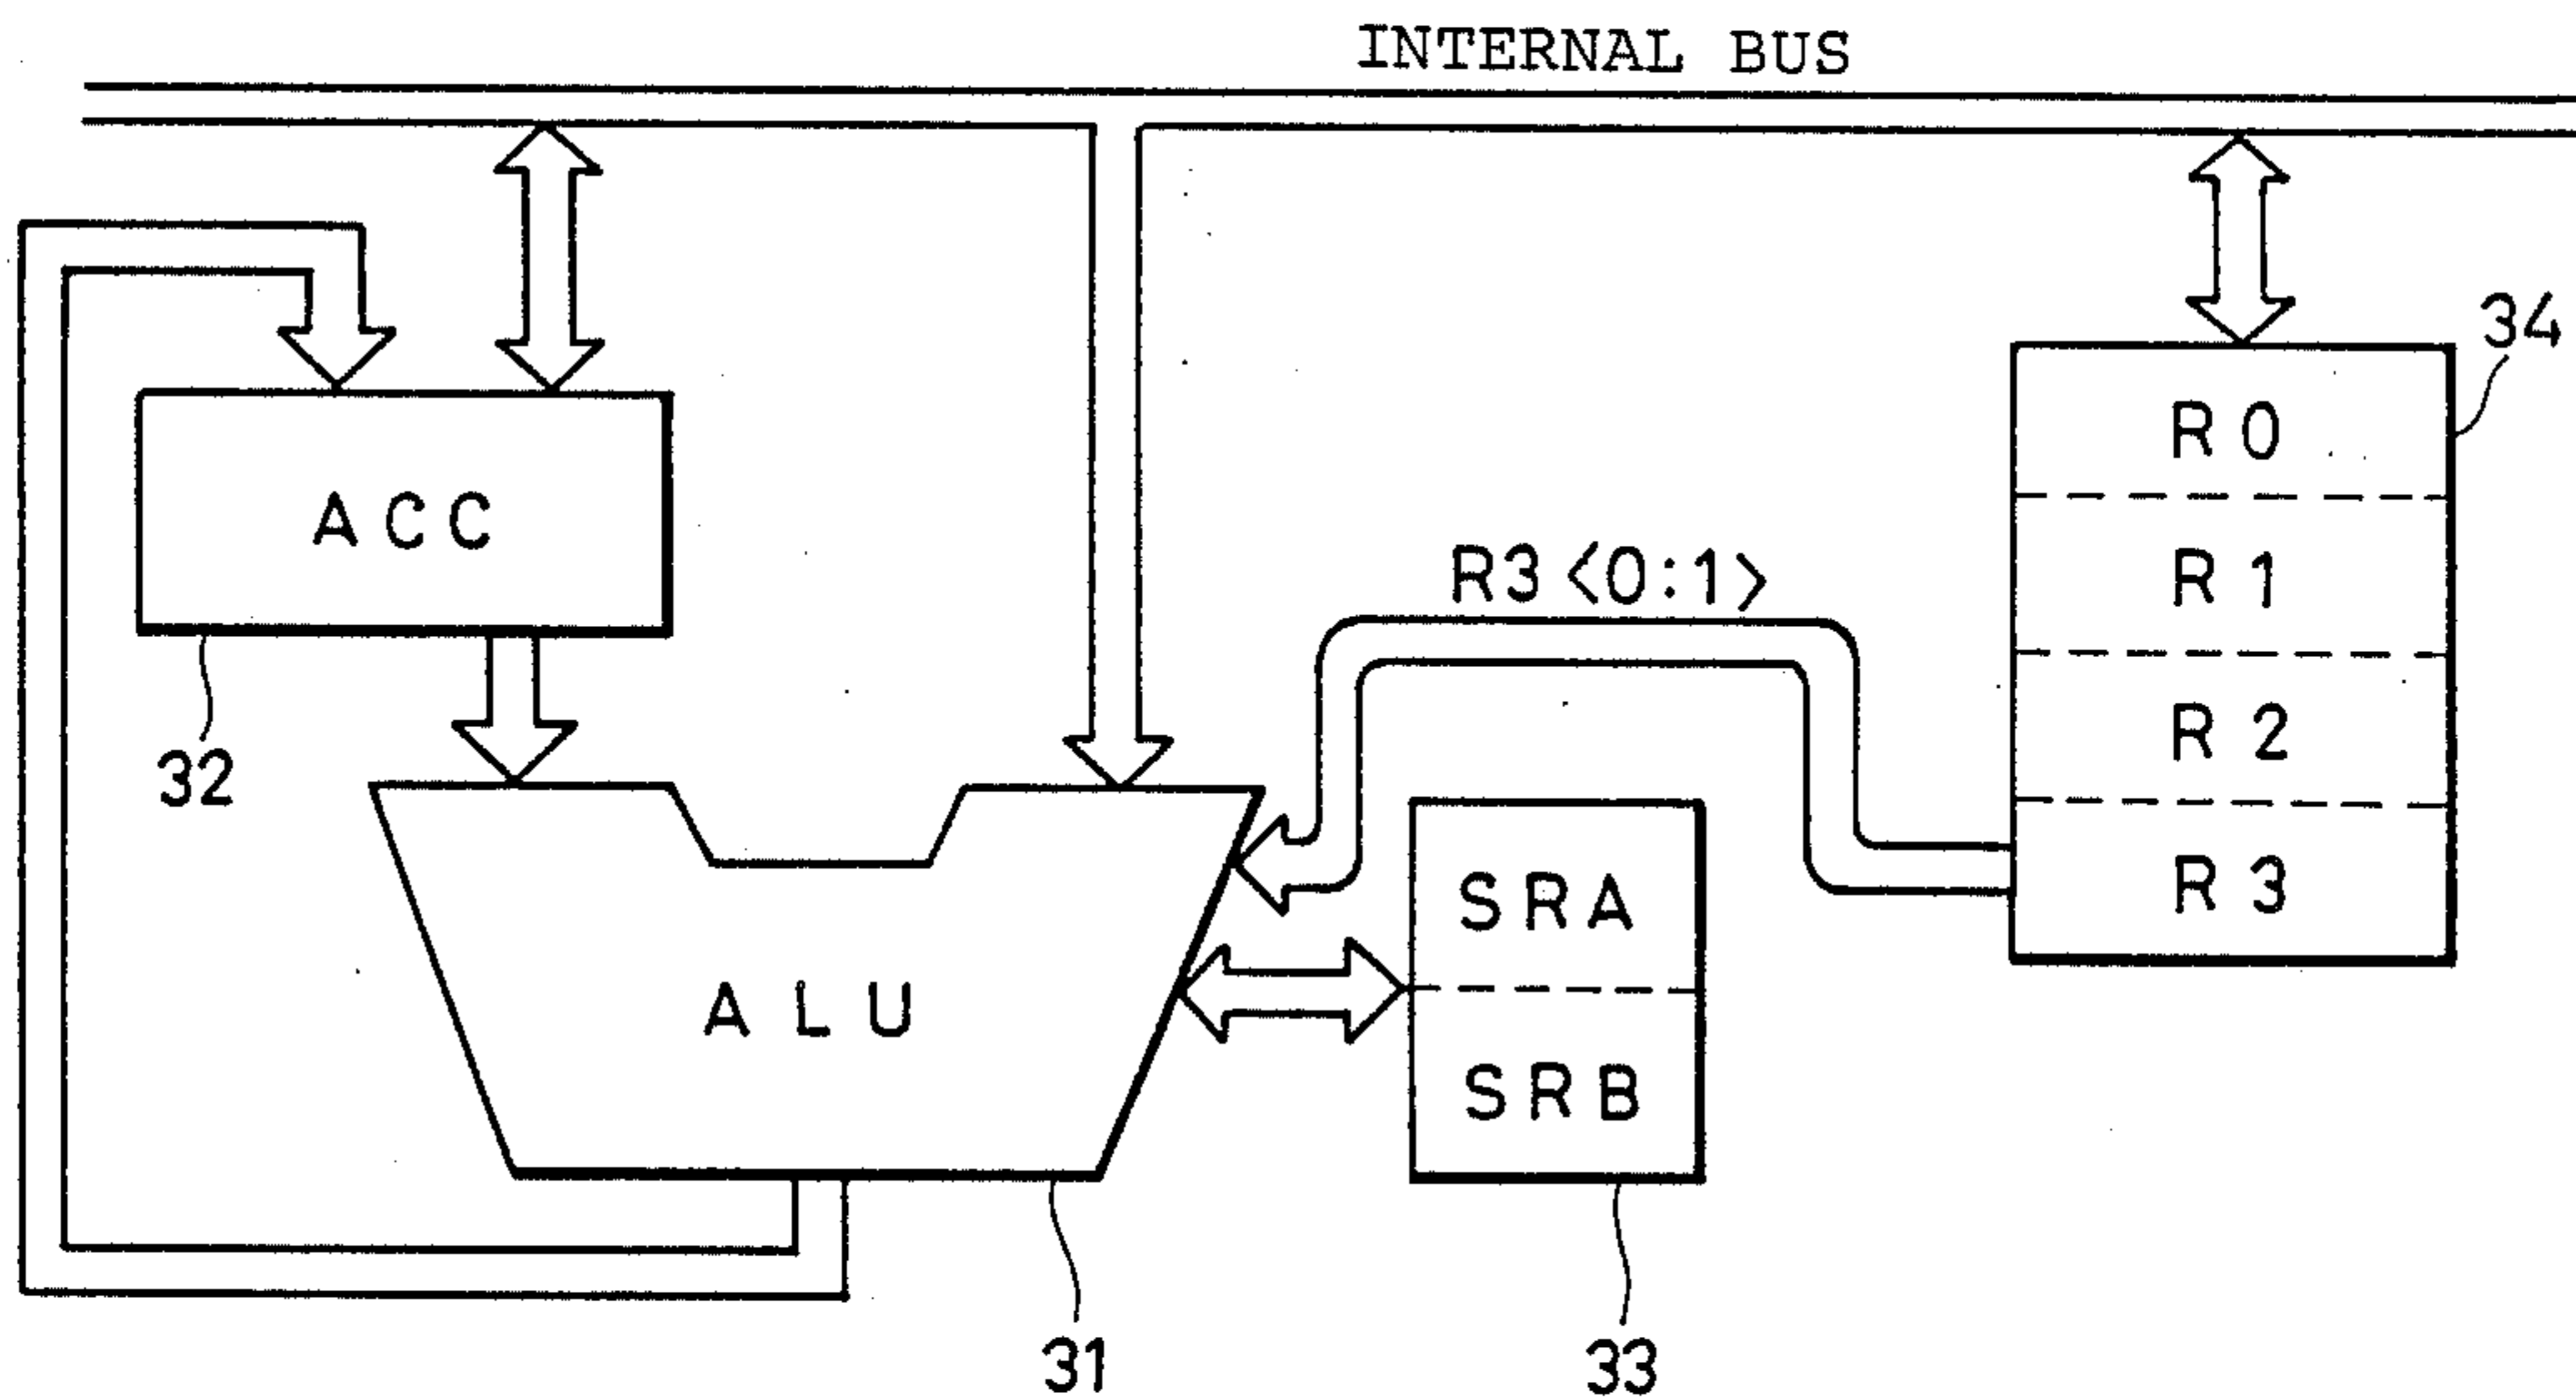 INTERNAL BUS
34
R0
ACC
R1
R3<0:1>
R2
32
R3
SRA
ALU
SRB
31
33